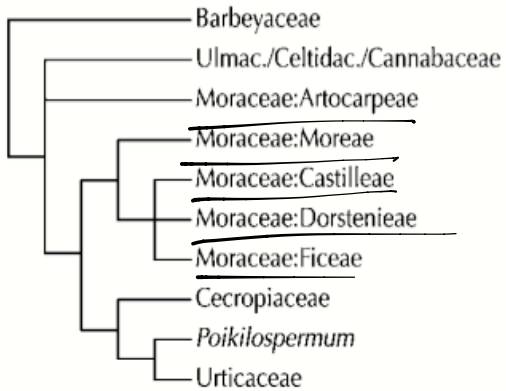 Barbeyaceae
Ulmac./Celtidac./Cannabaceae
Moraceae:Artocarpeae
Moraceae:Moreae
Moraceae:Castilleae
Moraceae:Dorstenieae
Moraceae:Ficeae
Cecropiaceae
Poikilospermum
Urticaceae